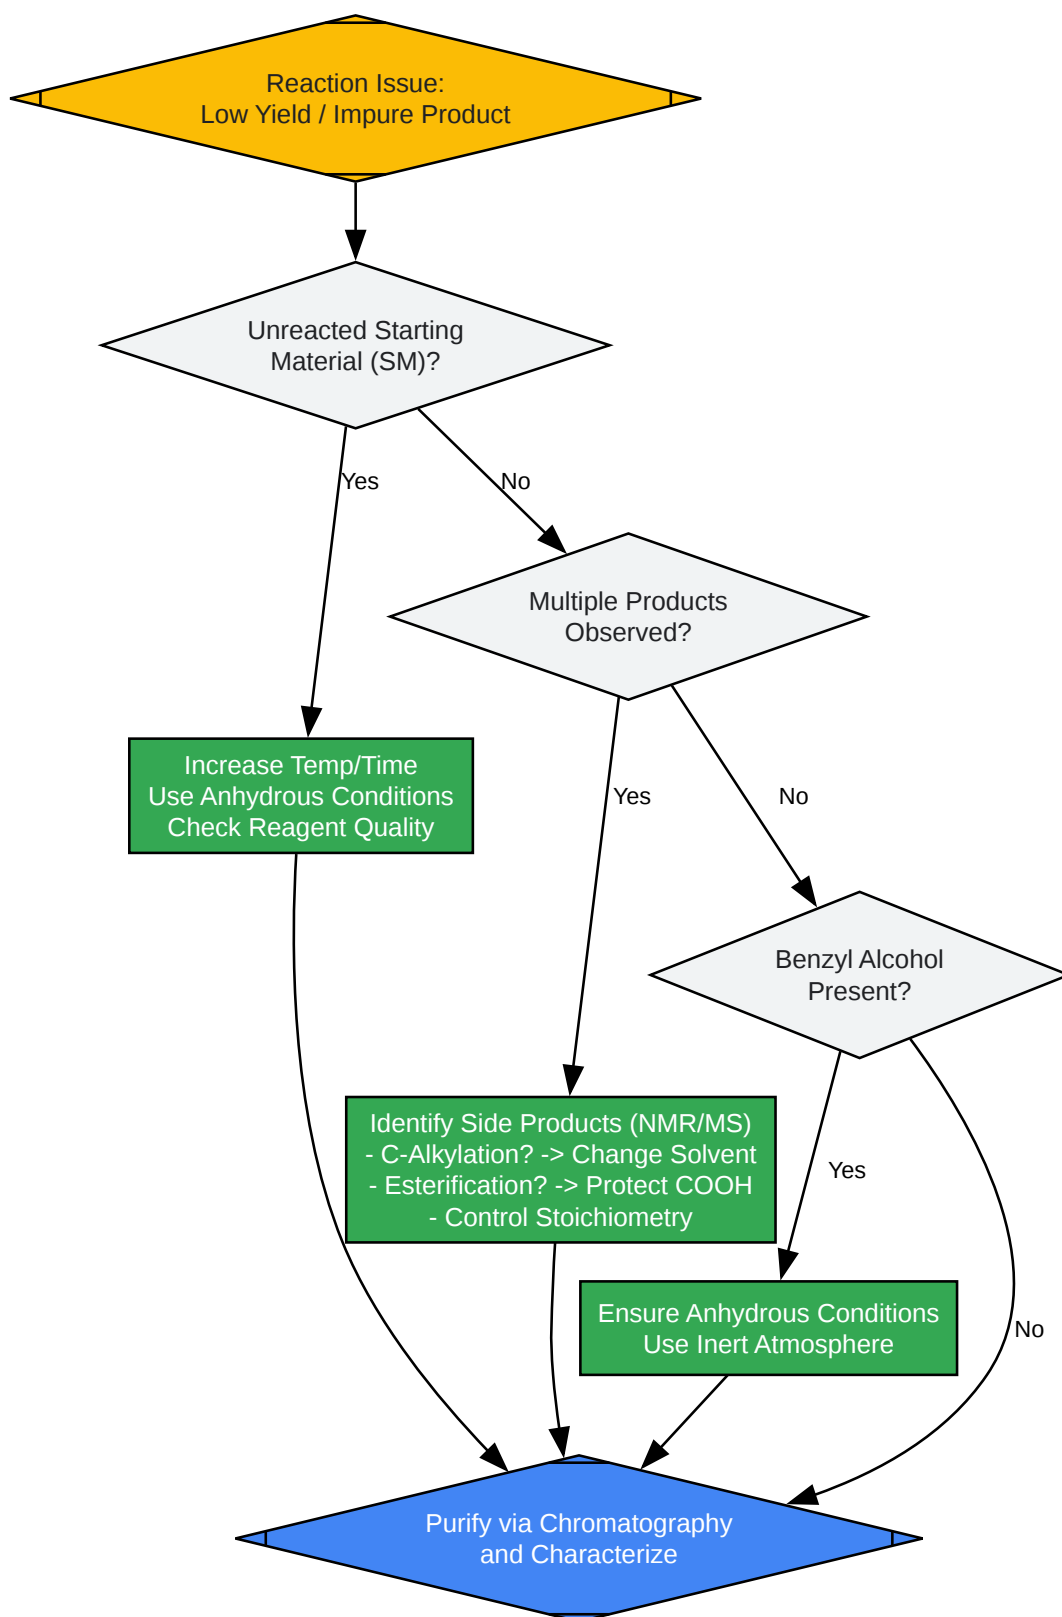 Reaction Issue:
Low Yield / Impure Product
Unreacted Starting
Material (SM)?
Yes
No
Multiple Products
Observed?
Increase Temp/Time
Use Anhydrous Conditions
Check Reagent Quality
Yes
No
Benzyl Alcohol
Present?
Identify Side Products (NMR/MS)
- C-Alkylation? -> Change Solvent
- Esterification? -> Protect COOH
- Control Stoichiometry
Yes
No
Ensure Anhydrous Conditions
Use Inert Atmosphere
Purify via Chromatography
and Characterize